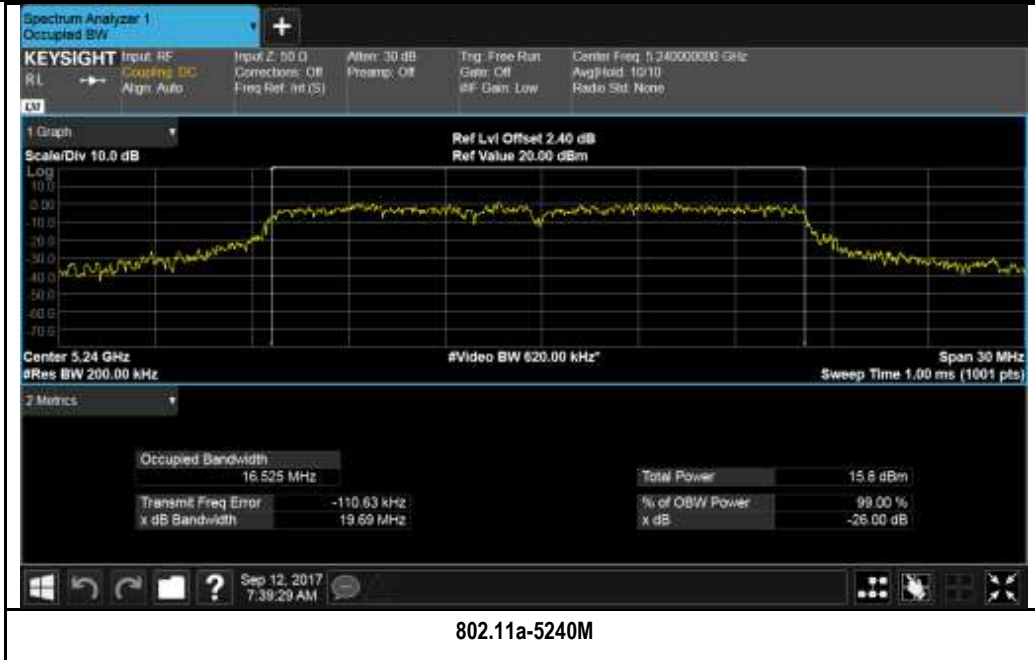 Spectrum Analyzer 1
Occupied BW
+
KEYSIGHT Input: RF Input Z: 50 Ω Atten: 30 dB Trig: Free Run Center Freq: 5.240000000 GHz
RL Coupling: DC Corrections: Off Preamp: Off Gate: Off Avg|Hold: 10/10
Align: Auto Freq Ref: Int (S) #IF Gain: Low Radio Std: None
LXI
1 Graph
Ref Lvl Offset 2.40 dB
Scale/Div 10.0 dB Ref Value 20.00 dBm
Log
10.0
0.00
-10.0
-20.0
-30.0
-40.0
-50.0
-60.0
-70.0
Center 5.24 GHz #Video BW 620.00 kHz* Span 30 MHz
#Res BW 200.00 kHz Sweep Time 1.00 ms (1001 pts)
2 Metrics
Occupied Bandwidth
16.525 MHz Total Power 15.8 dBm
Transmit Freq Error -110.63 kHz % of OBW Power 99.00 %
x dB Bandwidth 19.69 MHz x dB -26.00 dB
? Sep 12, 2017
7:39:29 AM
802.11a-5240M